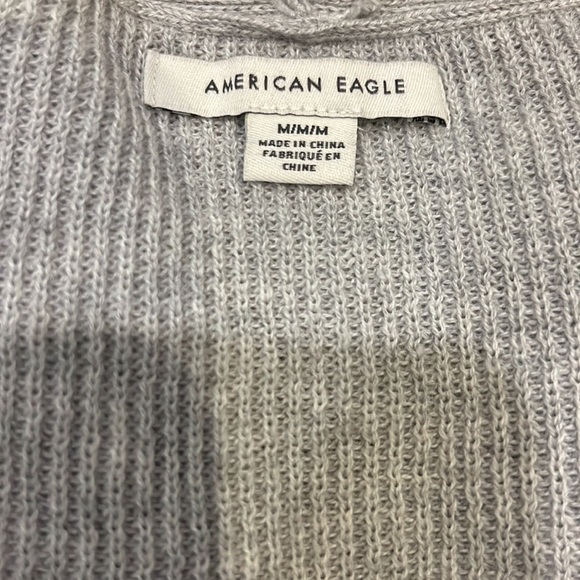 AMERICAN EAGLE
M/M/M
MADE IN CHINA
FABRIQUÉ EN
CHINE